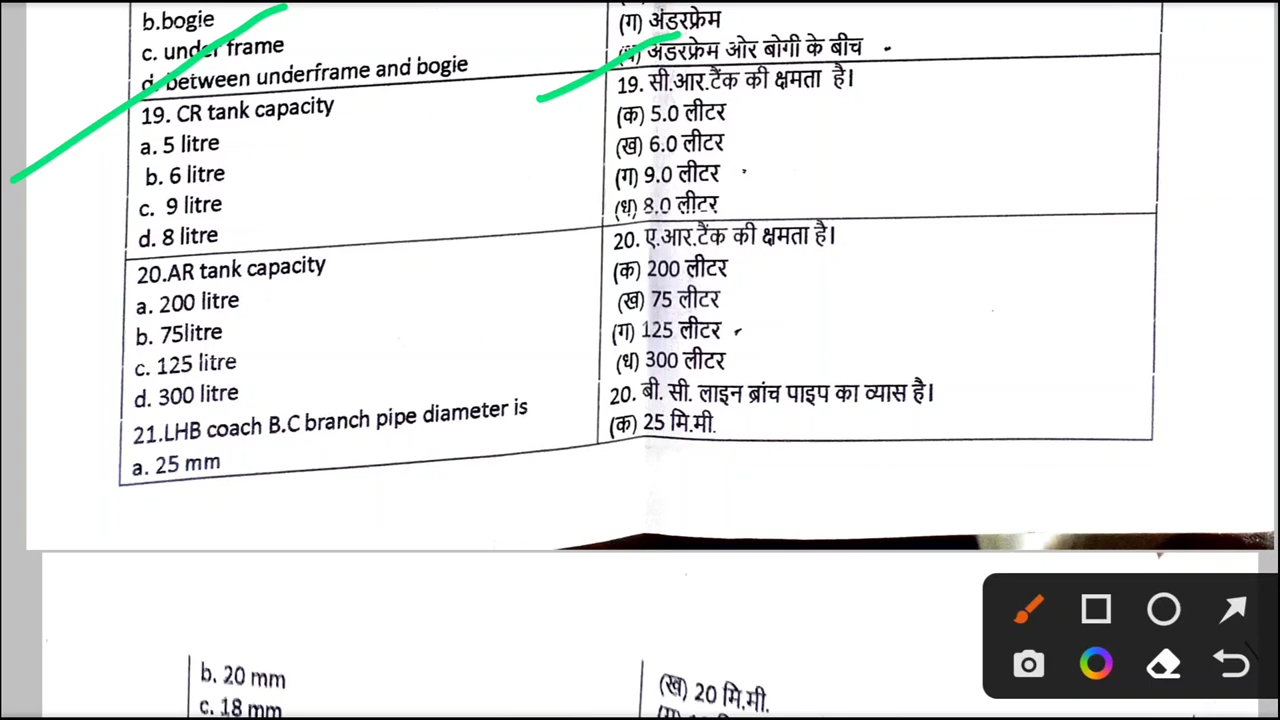 b.bogie
c. under frame
d. between underframe and bogie
19. CR tank capacity
a. 5 litre
b. 6 litre
c. 9 litre
d. 8 litre
20.AR tank capacity
a. 200 litre
b. 75litre
c. 125 litre
d. 300 litre
21.LHB coach B.C branch pipe diameter is
a. 25 mm
(ग) अंडरफ्रेम
(ध) अंडरफ्रेम ओर बोगी के बीच
19. सी.आर.टैंक की क्षमता है।
(क) 5.0 लीटर
(ख) 6.0 लीटर
(ग) 9.0 लीटर
(ध) 8.0 लीटर
20. ए.आर.टैंक की क्षमता है।
(क) 200 लीटर
(ख) 75 लीटर
(ग) 125 लीटर
(ध) 300 लीटर
20. बी. सी. लाइन ब्रांच पाइप का व्यास है।
(क) 25 मि.मी.
b. 20 mm
c. 18 mm
(ख) 20 मि.मी.